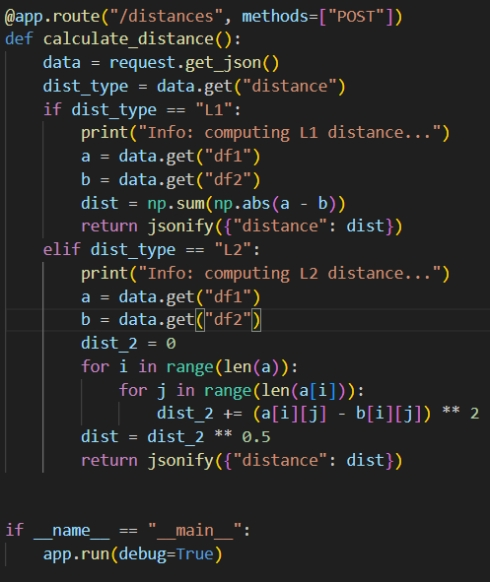 @app.route("/distances", methods=["POST"])
def calculate_distance():
    data = request.get_json()
    dist_type = data.get("distance")
    if dist_type == "L1":
        print("Info: computing L1 distance...")
        a = data.get("df1")
        b = data.get("df2")
        dist = np.sum(np.abs(a - b))
        return jsonify({"distance": dist})
    elif dist_type == "L2":
        print("Info: computing L2 distance...")
        a = data.get("df1")
        b = data.get("df2")
        dist_2 = 0
        for i in range(len(a)):
            for j in range(len(a[i])):
                dist_2 += (a[i][j] - b[i][j]) ** 2
        dist = dist_2 ** 0.5
        return jsonify({"distance": dist})
if __name__ == "__main__":
    app.run(debug=True)